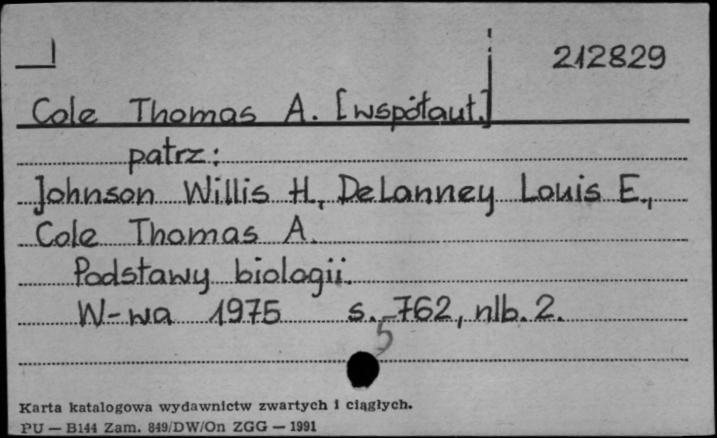 212829
Cole Thomas A. [współaut.]
patrz:
Johnson Willis H., DeLanney Louis E.,
Cole Thomas A.
Podstawy biologii.
W-wa 1975 s. 762, nlb. 2.
5
Karta katalogowa wydawnictw zwartych i ciągłych.
PU — B144 Zam. 849/DW/On ZGG — 1991